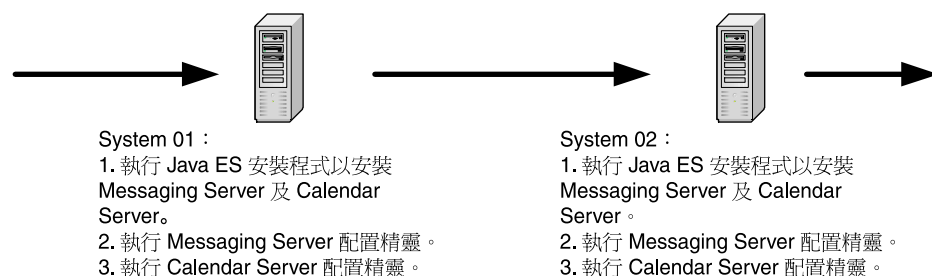 System 01：
1. 執行 Java ES 安裝程式以安裝
Messaging Server 及 Calendar
Server。
2. 執行 Messaging Server 配置精靈。
3. 執行 Calendar Server 配置精靈。
System 02：
1. 執行 Java ES 安裝程式以安裝
Messaging Server 及 Calendar
Server。
2. 執行 Messaging Server 配置精靈。
3. 執行 Calendar Server 配置精靈。